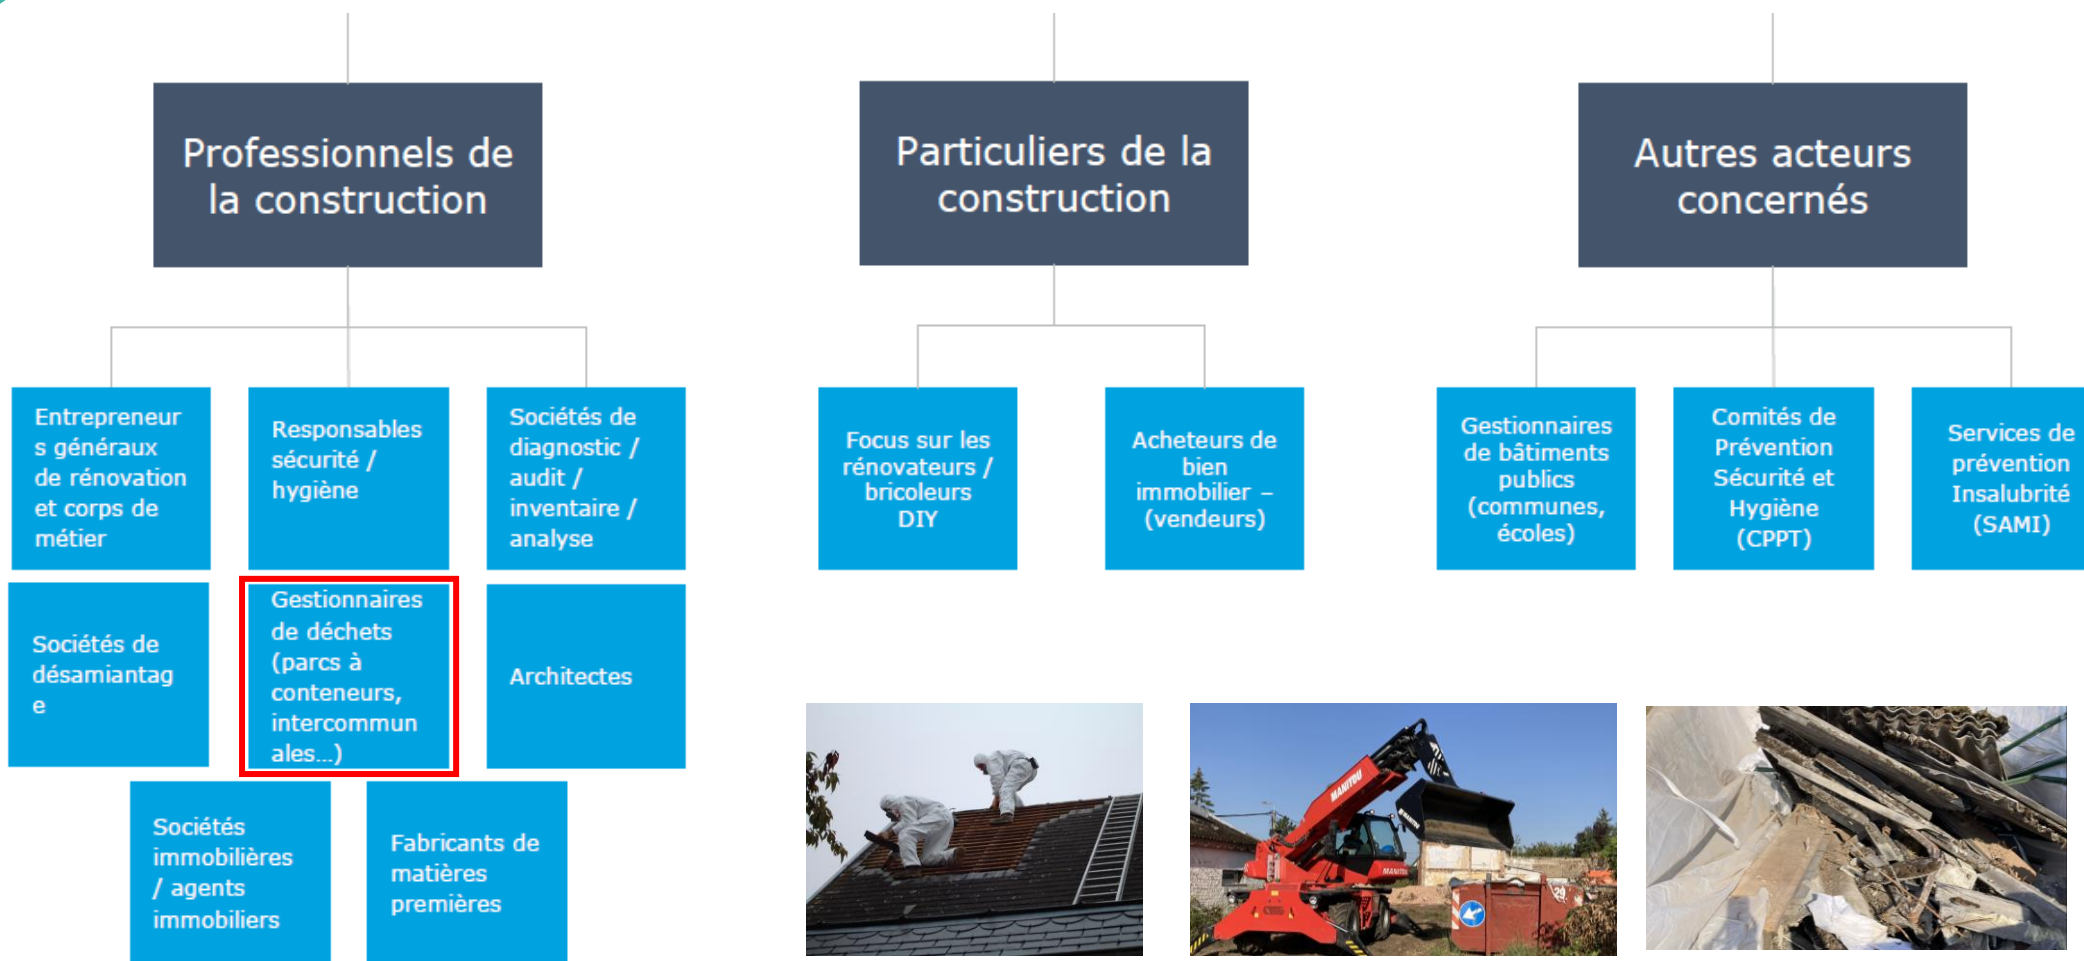 Professionnels de
la construction
Particuliers de la
construction
Autres acteurs
concernés
Entrepreneur
s généraux
de rénovation
et corps de
métier
Responsables
sécurité /
hygiène
Sociétés de
diagnostic /
audit /
inventaire /
analyse
Focus sur les
rénovateurs /
bricoleurs
DIY
Acheteurs de
bien
immobilier –
(vendeurs)
Gestionnaires
de bâtiments
publics
(communes,
écoles)
Comités de
Prévention
Sécurité et
Hygiène
(CPPT)
Services de
prévention
Insalubrité
(SAMI)
Sociétés de
désamiantag
e
Gestionnaires
de déchets
(parcs à
conteneurs,
intercommun
ales...)
Architectes
Sociétés
immobilières
/ agents
immobiliers
Fabricants de
matières
premières
MANITOU
MANITOU
MANITOU
29